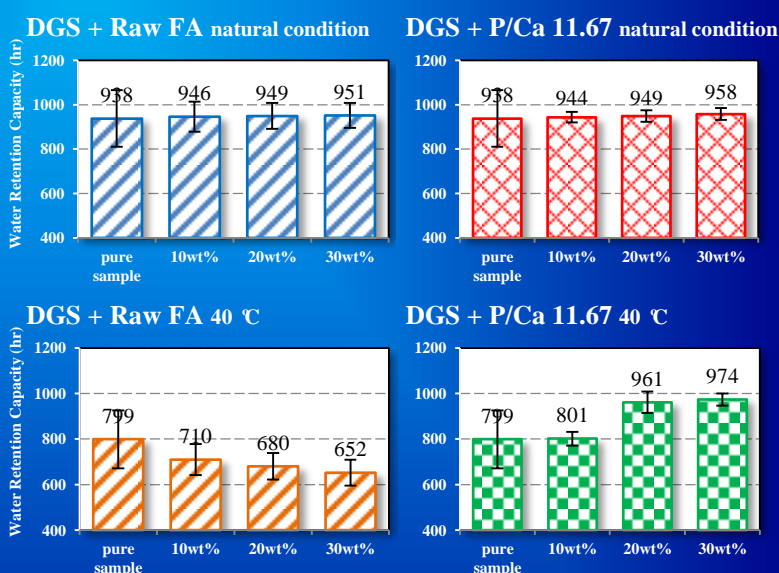 DGS + Raw FA natural condition
Water Retention Capacity (hr)
1200
1000
800
600
400
938
946
949
951
pure sample
10wt%
20wt%
30wt%
DGS + P/Ca 11.67 natural condition
1200
1000
800
600
400
938
944
949
958
pure sample
10wt%
20wt%
30wt%
DGS + Raw FA 40 ℃
Water Retention Capacity (hr)
1200
1000
800
600
400
799
710
680
652
pure sample
10wt%
20wt%
30wt%
DGS + P/Ca 11.67 40 ℃
1200
1000
800
600
400
799
801
961
974
pure sample
10wt%
20wt%
30wt%